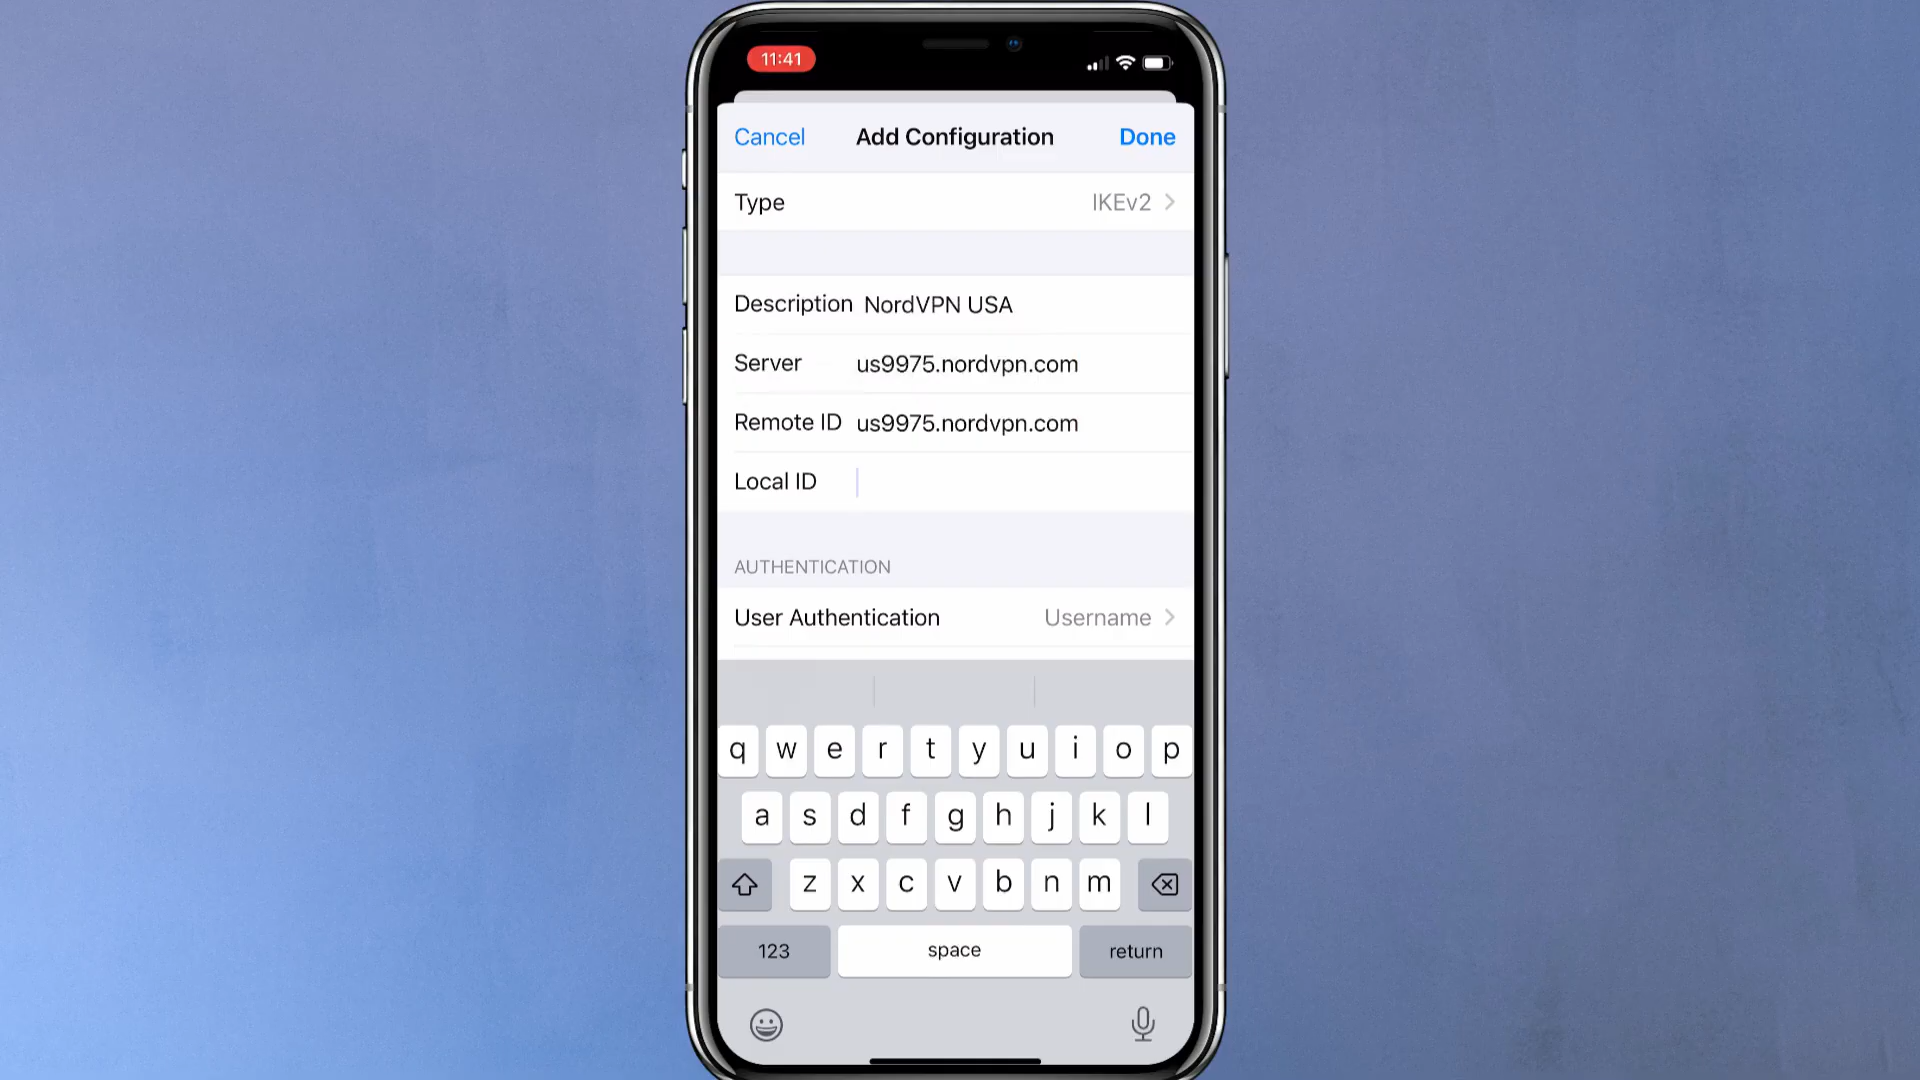 11:41
Cancel Add Configuration Done
Type IKEv2
Description NordVPN USA
Server us9975.nordvpn.com
Remote ID us9975.nordvpn.com
Local ID
AUTHENTICATION
User Authentication Username
q w e r t y u i o p
a s d f g h j k l
z x c v b n m
123 space return